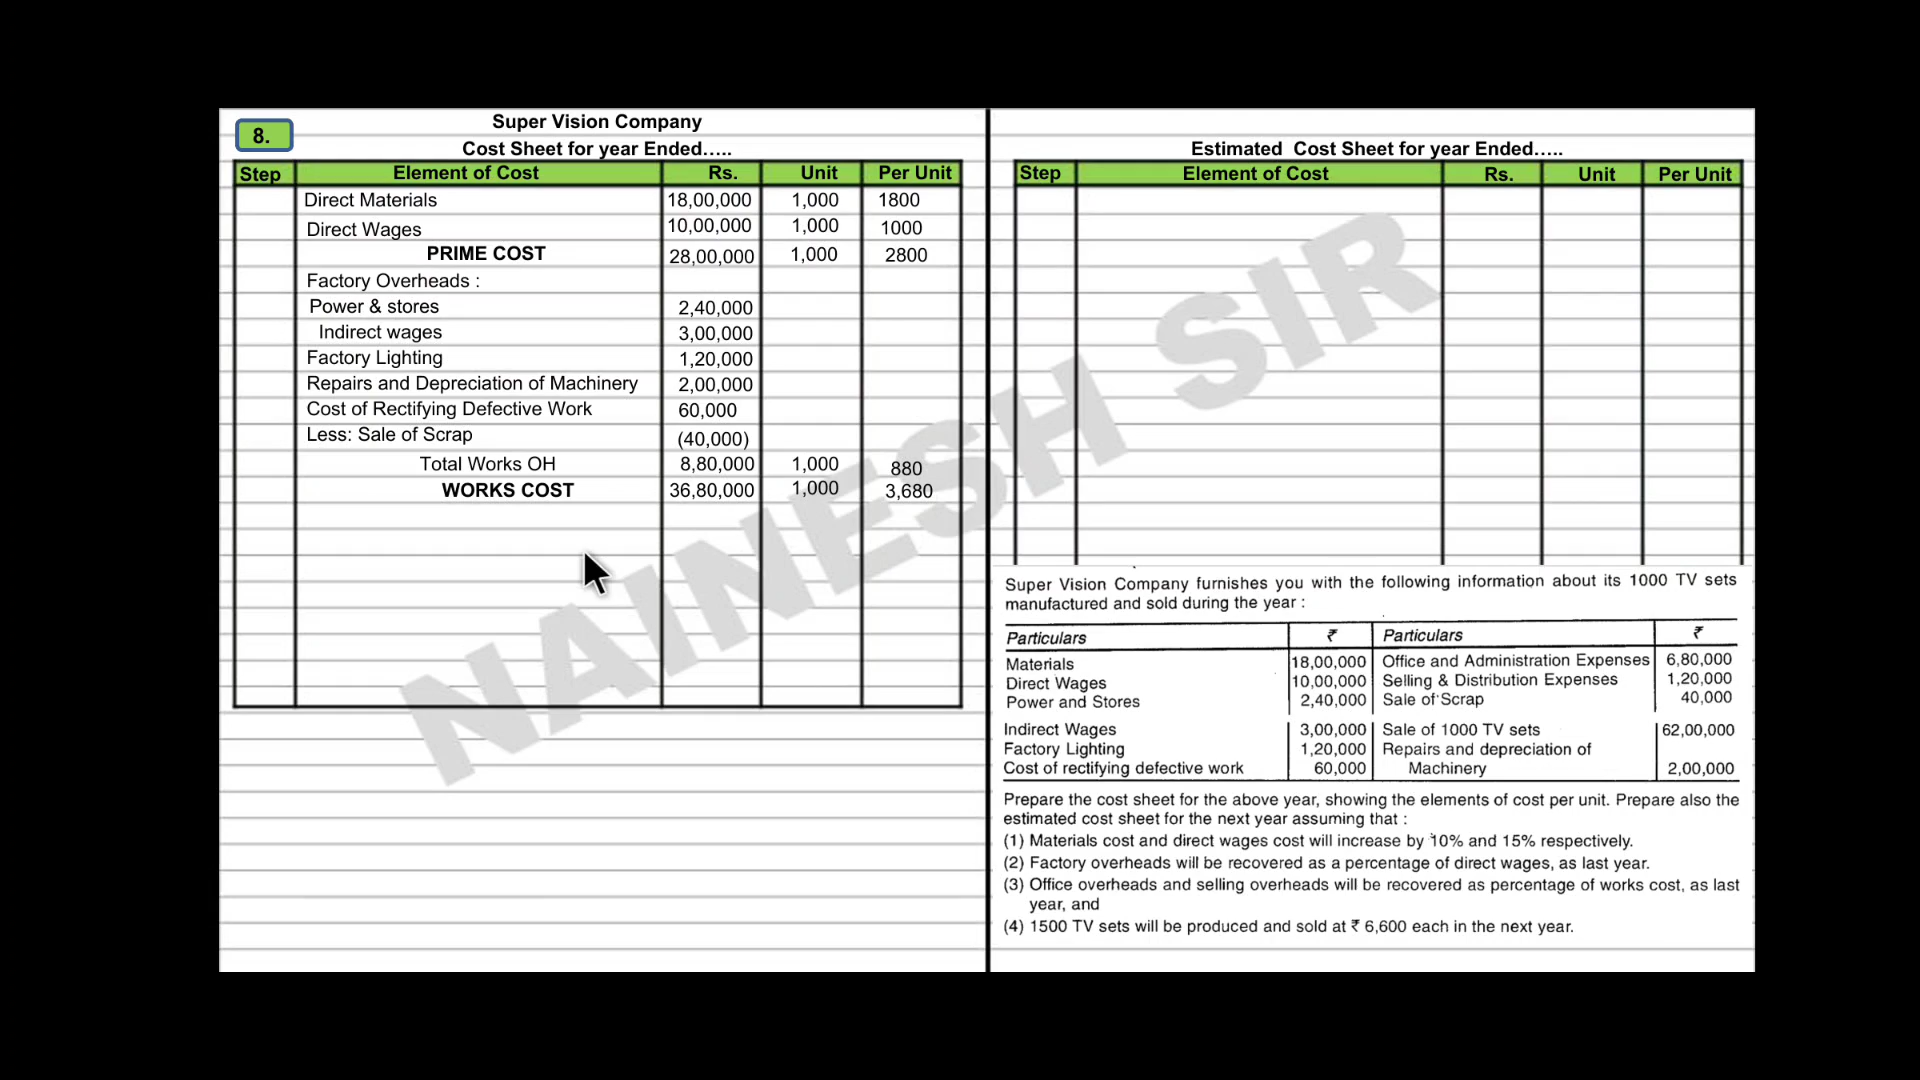 8.
Super Vision Company
Cost Sheet for year Ended.....
Step Element of Cost Rs. Unit Per Unit
Direct Materials 18,00,000 1,000 1800
Direct Wages 10,00,000 1,000 1000
PRIME COST 28,00,000 1,000 2800
Factory Overheads :
Power & stores 2,40,000
Indirect wages 3,00,000
Factory Lighting 1,20,000
Repairs and Depreciation of Machinery 2,00,000
Cost of Rectifying Defective Work 60,000
Less: Sale of Scrap (40,000)
Total Works OH 8,80,000 1,000 880
WORKS COST 36,80,000 1,000 3,680
Estimated Cost Sheet for year Ended.....
Step Element of Cost Rs. Unit Per Unit
Super Vision Company furnishes you with the following information about its 1000 TV sets
manufactured and sold during the year :
Particulars ₹ Particulars ₹
Materials 18,00,000 Office and Administration Expenses 6,80,000
Direct Wages 10,00,000 Selling & Distribution Expenses 1,20,000
Power and Stores 2,40,000 Sale of Scrap 40,000
Indirect Wages 3,00,000 Sale of 1000 TV sets 62,00,000
Factory Lighting 1,20,000 Repairs and depreciation of
Cost of rectifying defective work 60,000 Machinery 2,00,000
Prepare the cost sheet for the above year, showing the elements of cost per unit. Prepare also the
estimated cost sheet for the next year assuming that :
(1) Materials cost and direct wages cost will increase by 10% and 15% respectively.
(2) Factory overheads will be recovered as a percentage of direct wages, as last year.
(3) Office overheads and selling overheads will be recovered as percentage of works cost, as last
year, and
(4) 1500 TV sets will be produced and sold at ₹ 6,600 each in the next year.
NAINESH SIR